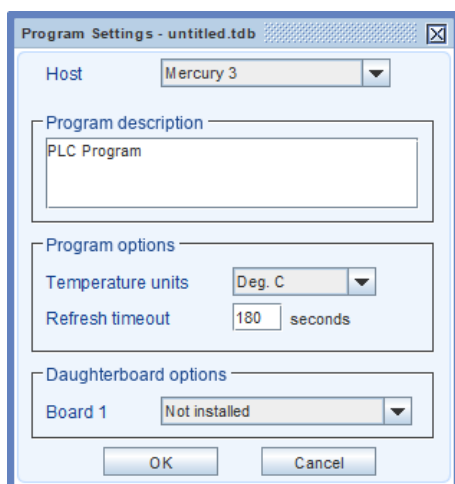 Program Settings - untitled.tdb
Host Mercury 3
Program description
PLC Program
Program options
Temperature units Deg. C
Refresh timeout 180 seconds
Daughterboard options
Board 1 Not installed
OK Cancel